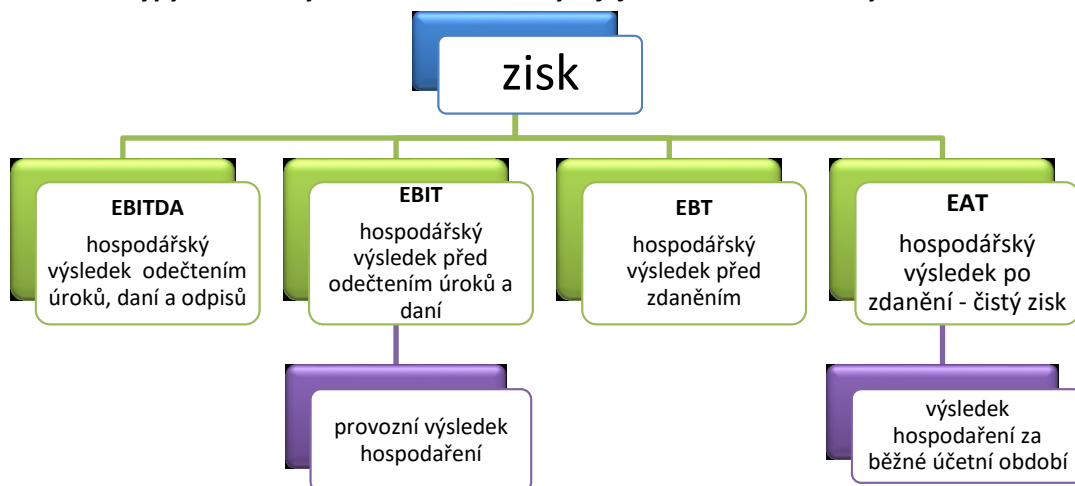 zisk
EBITDA
hospodářský
výsledek odečtením
úroků, daní a odpisů
EBIT
hospodářský
výsledek před
odečtením úroků a
daní
EBT
hospodářský
výsledek před
zdaněním
EAT
hospodářský
výsledek po
zdanění - čistý zisk
provozní výsledek
hospodaření
výsledek
hospodaření za
běžné účetní období